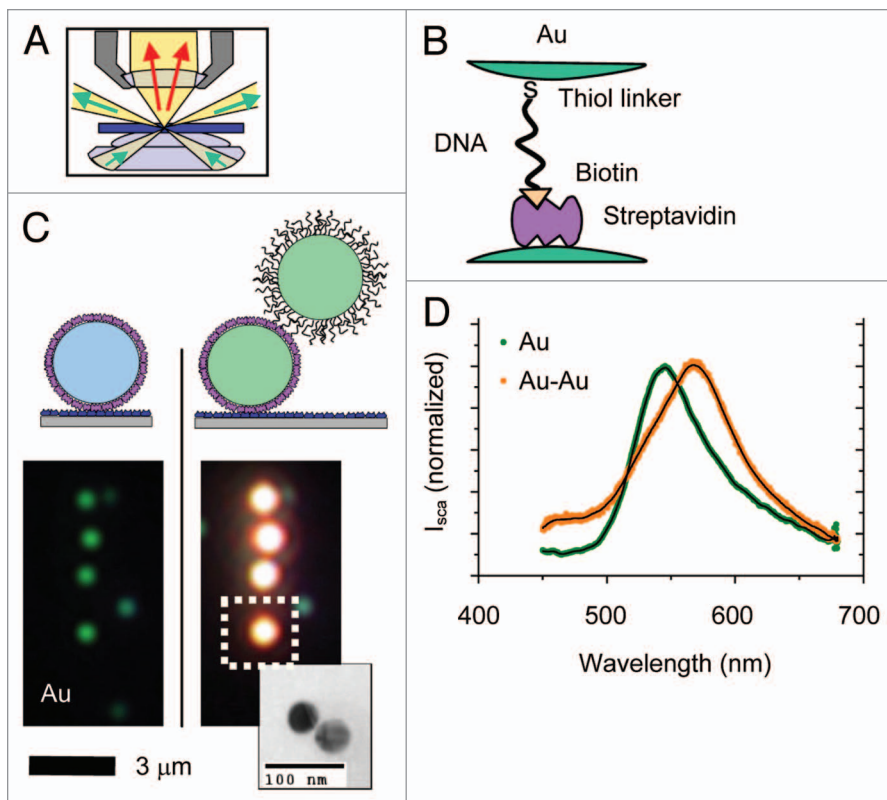 A
B
Au
S
Thiol linker
DNA
Biotin
Streptavidin
C
Au
3 μm
100 nm
D
Au
Au-Au
Isca (normalized)
400
500
600
700
Wavelength (nm)